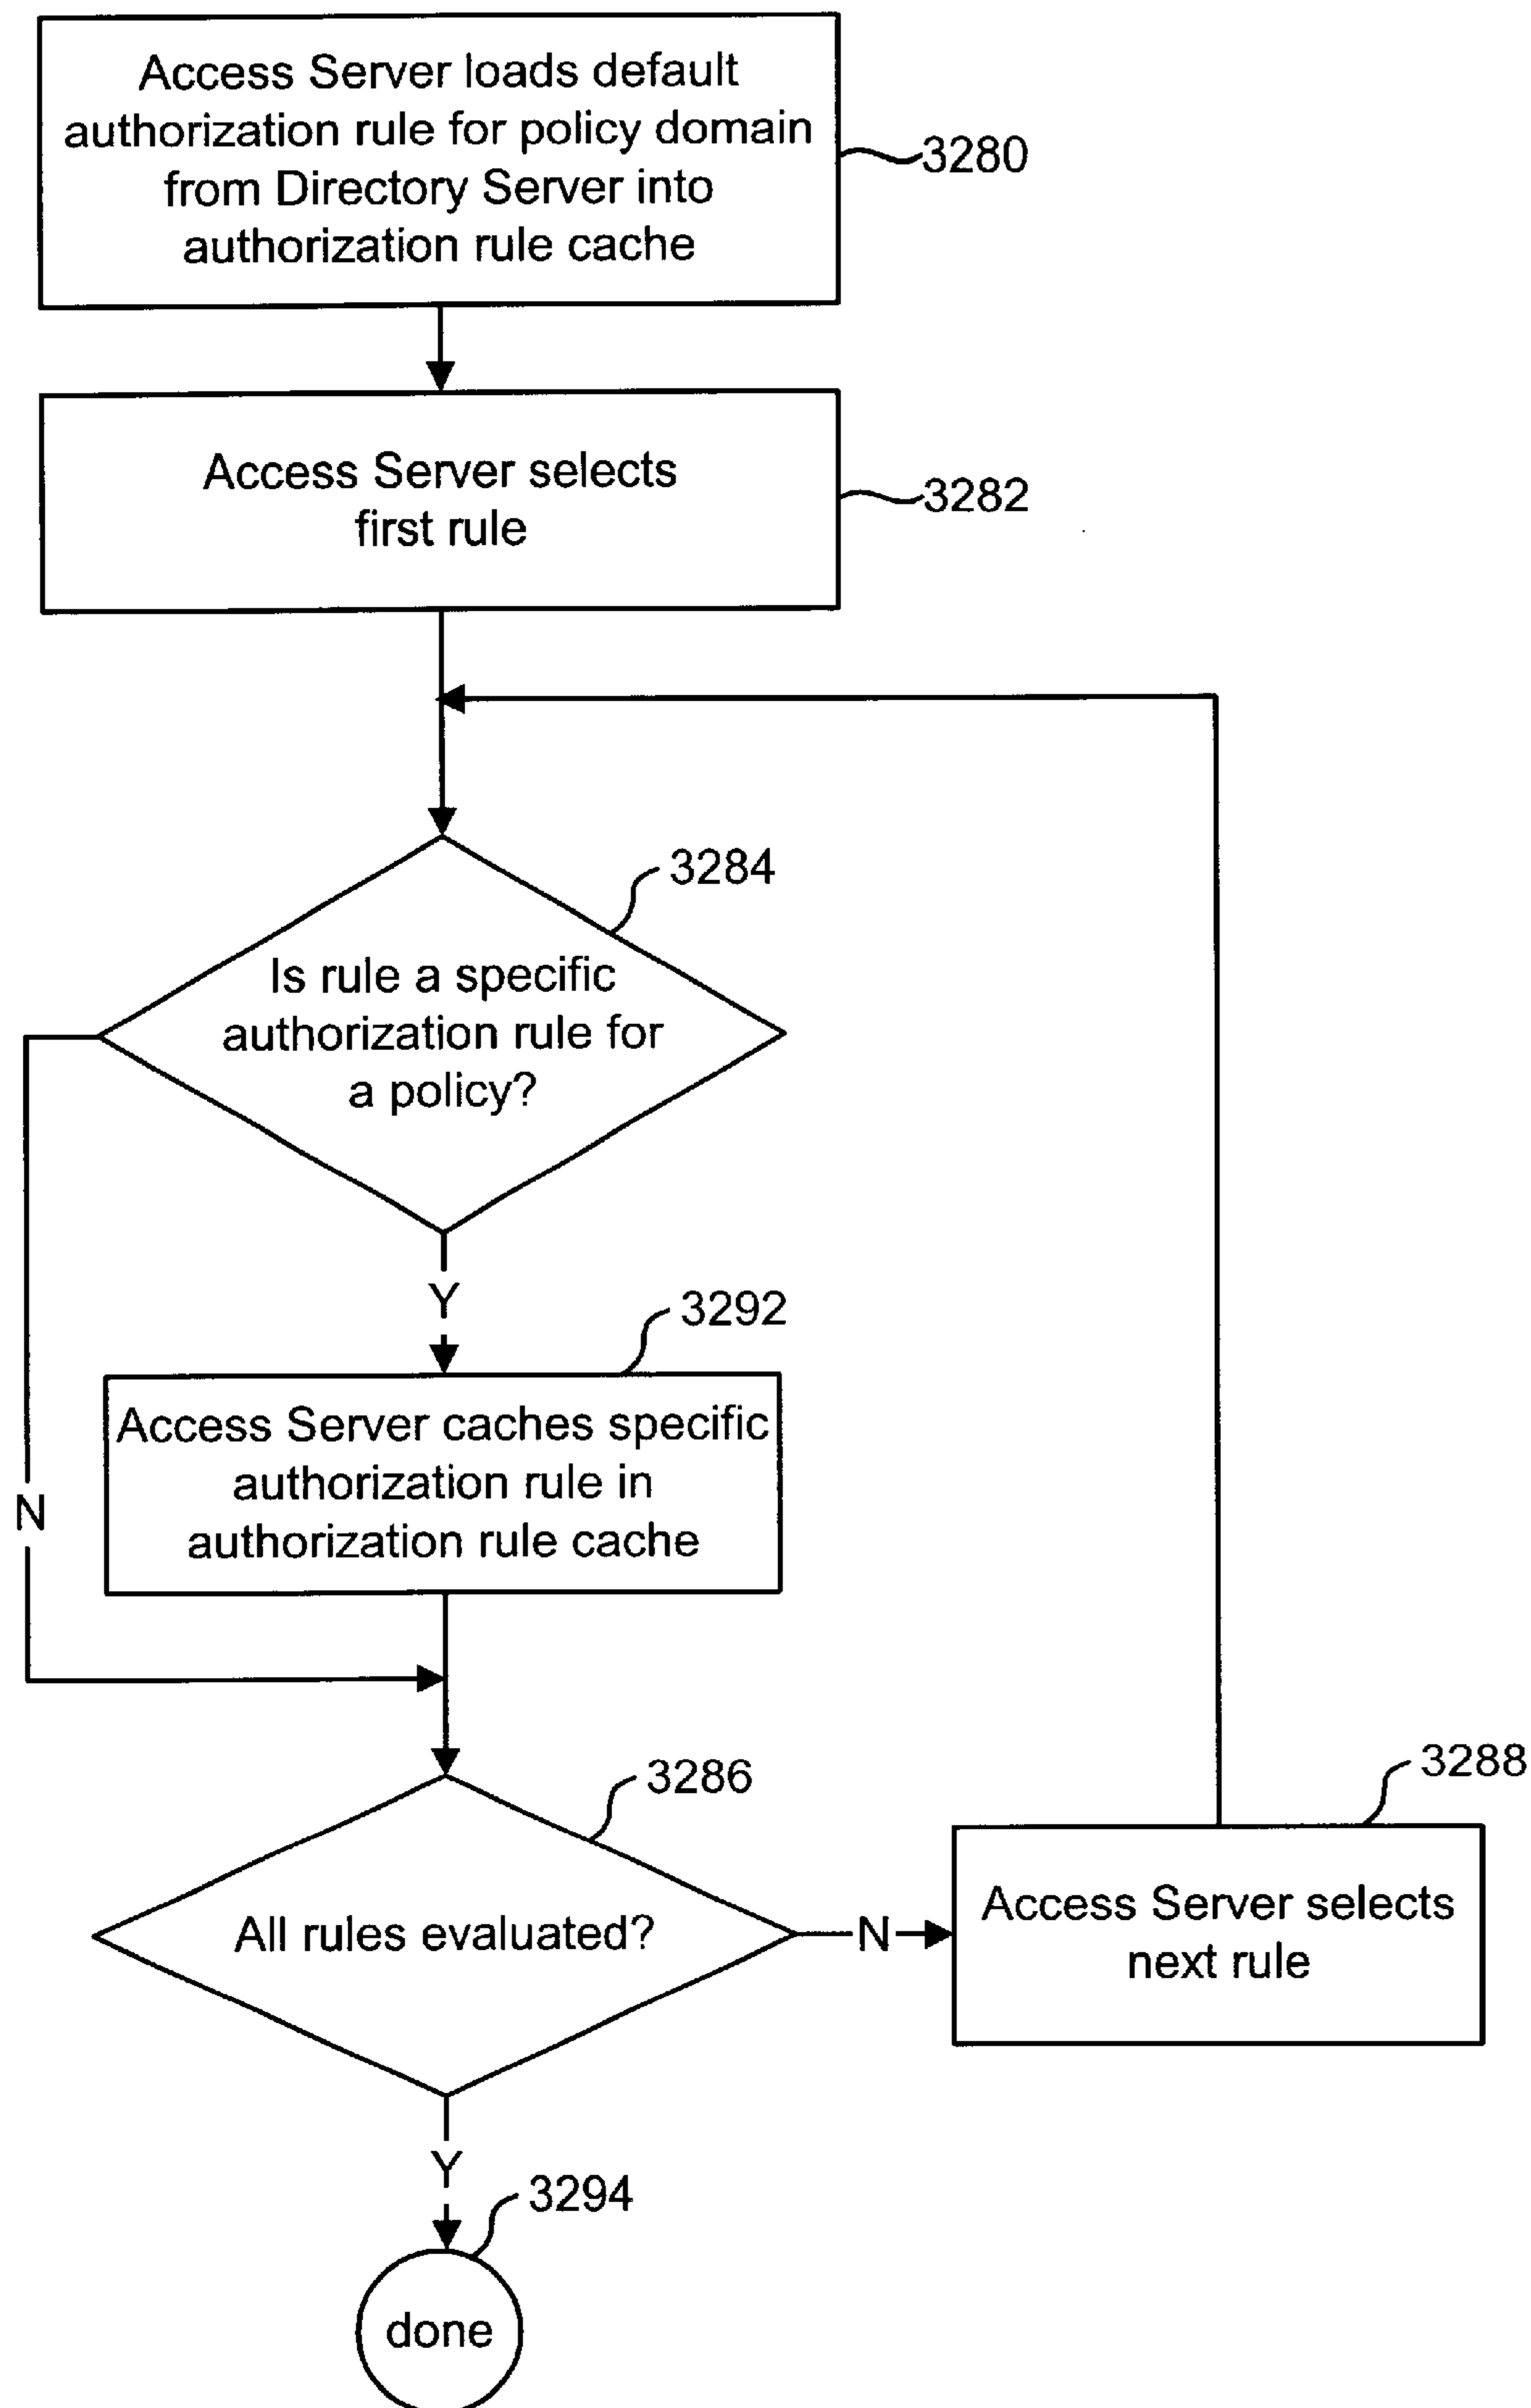 Access Server loads default
authorization rule for policy domain
from Directory Server into
authorization rule cache
3280
Access Server selects
first rule
3282
3284
Is rule a specific
authorization rule for
a policy?
Y
N
3292
Access Server caches specific
authorization rule in
authorization rule cache
3286
All rules evaluated?
N
3288
Access Server selects
next rule
Y
3294
done